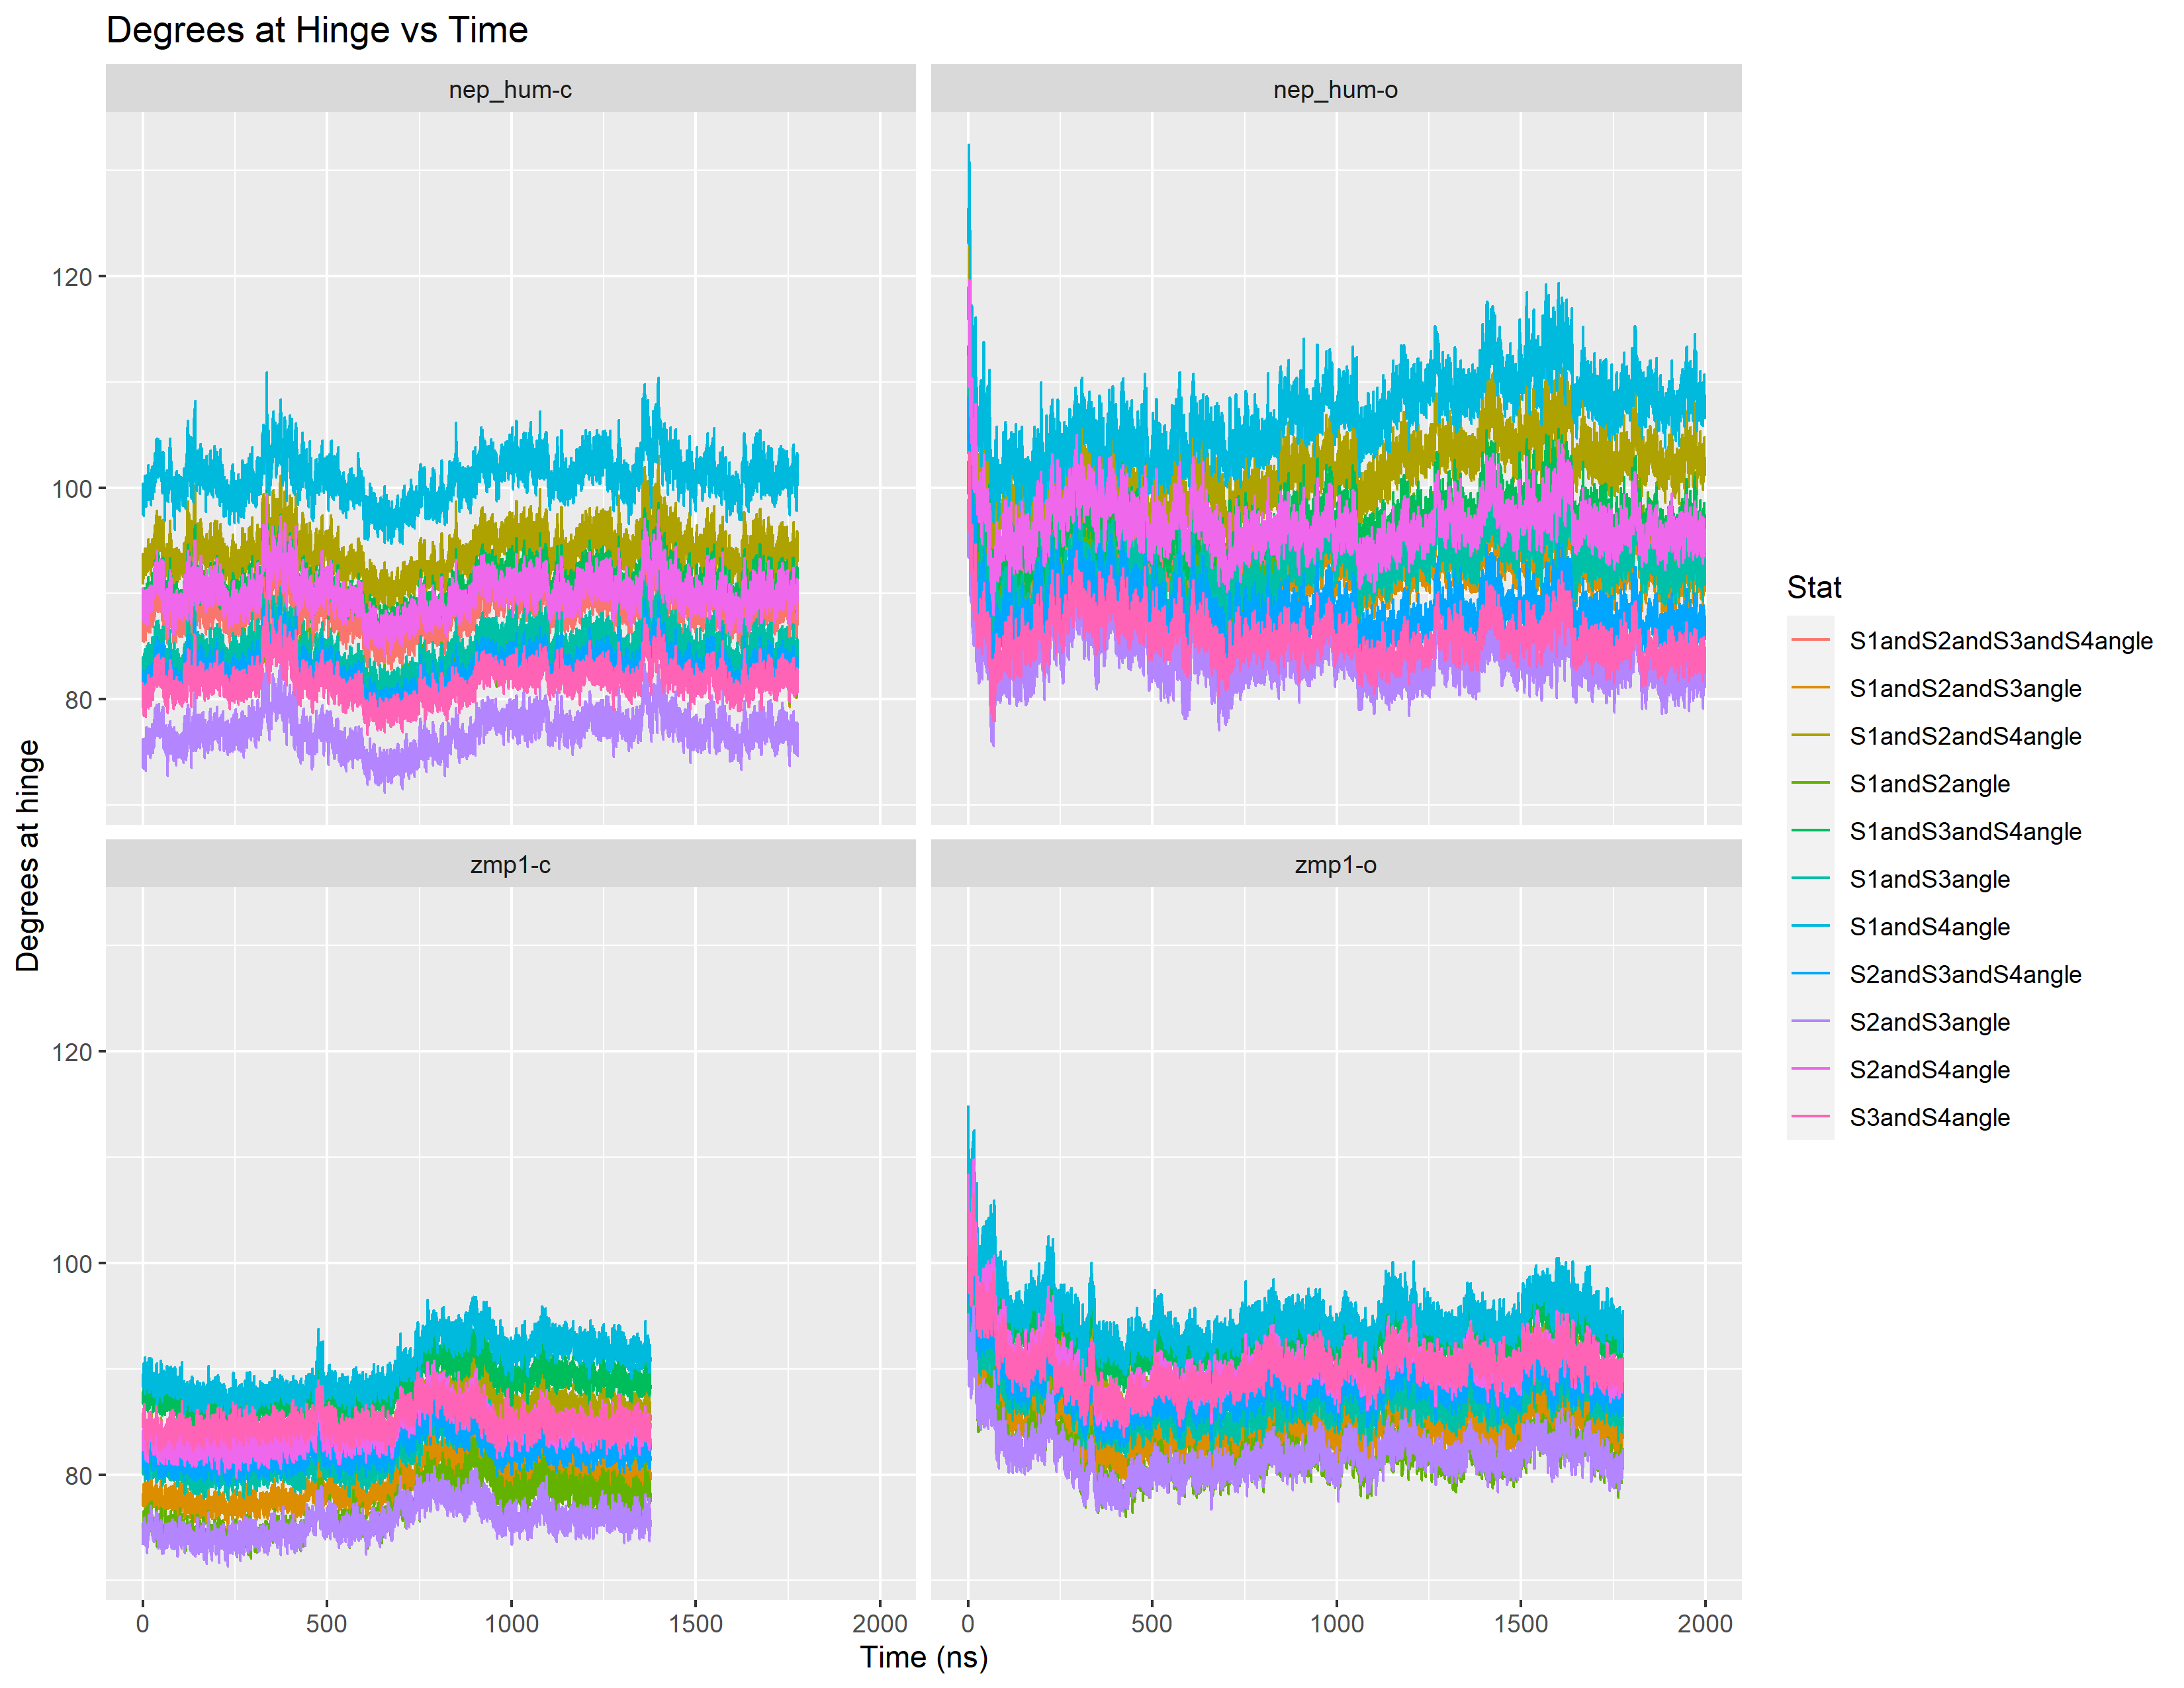 Degrees at Hinge vs Time
nep_hum-c
nep_hum-o
120
100
80
zmp1-c
zmp1-o
120
100
80
0
500
1000
1500
2000
0
500
1000
1500
2000
Time (ns)
Degrees at hinge
Stat
S1andS2andS3andS4angle
S1andS2andS3angle
S1andS2andS4angle
S1andS2angle
S1andS3andS4angle
S1andS3angle
S1andS4angle
S2andS3andS4angle
S2andS3angle
S2andS4angle
S3andS4angle